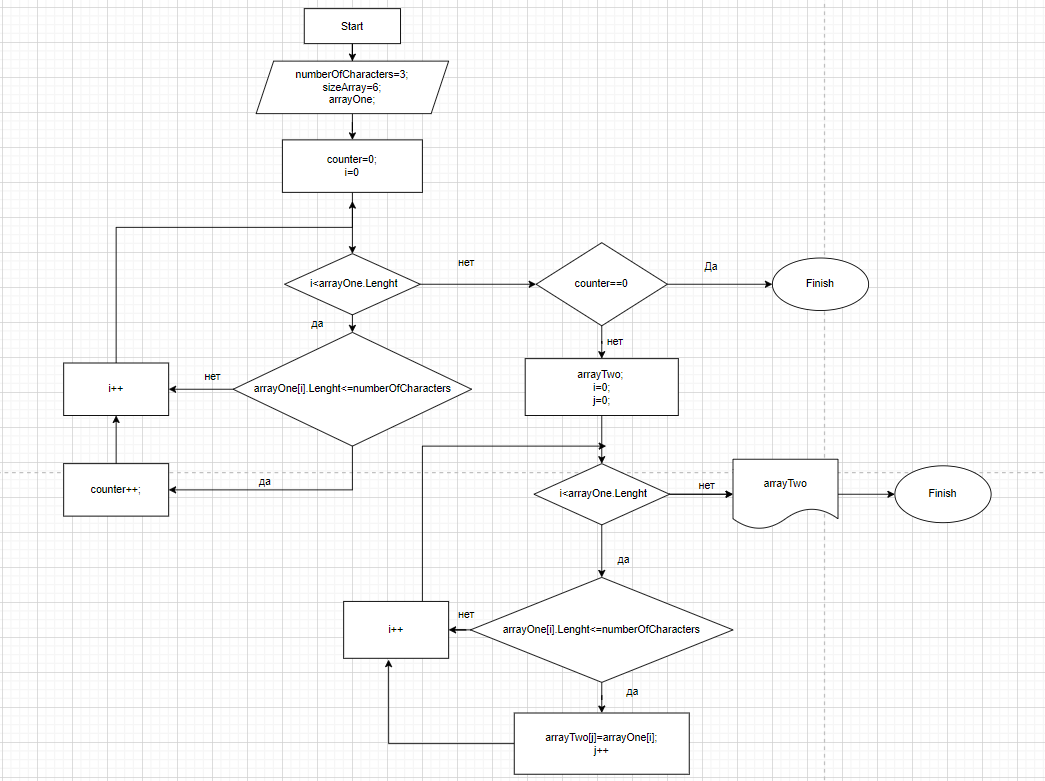 Start
numberOfCharacters=3;
sizeArray=6;
arrayOne;
counter=0;
i=0
i<arrayOne.Lenght
нет
counter==0
Да
Finish
да
нет
arrayOne[i].Lenght<=numberOfCharacters
нет
i++
arrayTwo;
i=0;
j=0;
да
counter++;
i<arrayOne.Lenght
нет
arrayTwo
Finish
да
arrayOne[i].Lenght<=numberOfCharacters
нет
i++
да
arrayTwo[j]=arrayOne[i];
j++